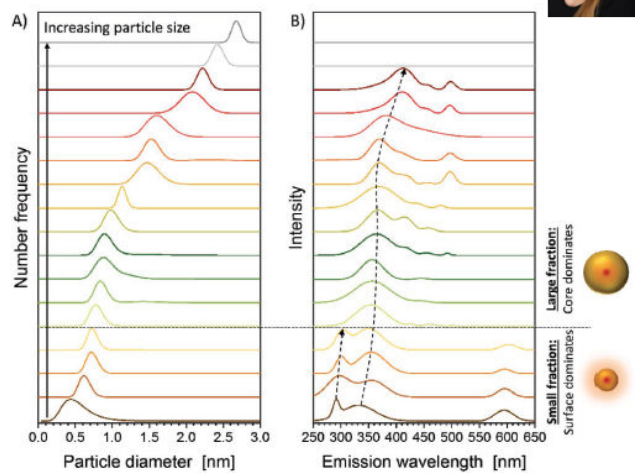 A)
Increasing particle size
Number frequency
0.0 0.5 1.0 1.5 2.0 2.5 3.0
Particle diameter [nm]
B)
Intensity
250 300 350 400 450 500 550 600 650
Emission wavelength [nm]
Large fraction:
Core dominates
Small fraction:
Surface dominates